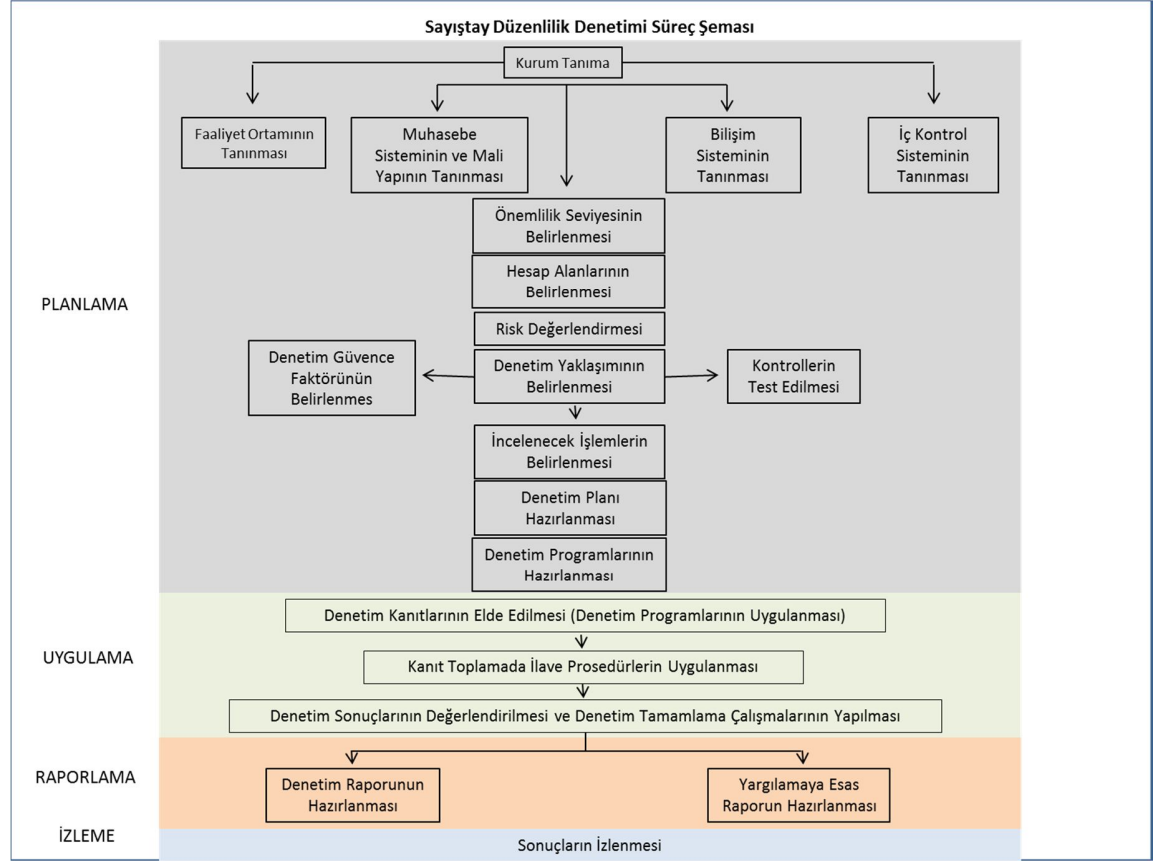 Sayıştay Düzenlilik Denetimi Süreç Şeması
Kurum Tanıma
Faaliyet Ortamının
Tanınması
Muhasebe
Sisteminin ve Mali
Yapının Tanınması
Bilişim
Sisteminin
Tanınması
İç Kontrol
Sisteminin
Tanınması
Önemlilik Seviyesinin
Belirlenmesi
Hesap Alanlarının
Belirlenmesi
PLANLAMA
Risk Değerlendirmesi
Denetim Güvence
Faktörünün
Belirlenmes
Denetim Yaklaşımının
Belirlenmesi
Kontrollerin
Test Edilmesi
İncelenecek İşlemlerin
Belirlenmesi
Denetim Planı
Hazırlanması
Denetim Programlarının
Hazırlanması
UYGULAMA
Denetim Kanıtlarının Elde Edilmesi (Denetim Programlarının Uygulanması)
Kanıt Toplamada İlave Prosedürlerin Uygulanması
Denetim Sonuçlarının Değerlendirilmesi ve Denetim Tamamlama Çalışmalarının Yapılması
RAPORLAMA
Denetim Raporunun
Hazırlanması
Yargılamaya Esas
Raporun Hazırlanması
İZLEME
Sonuçların İzlenmesi